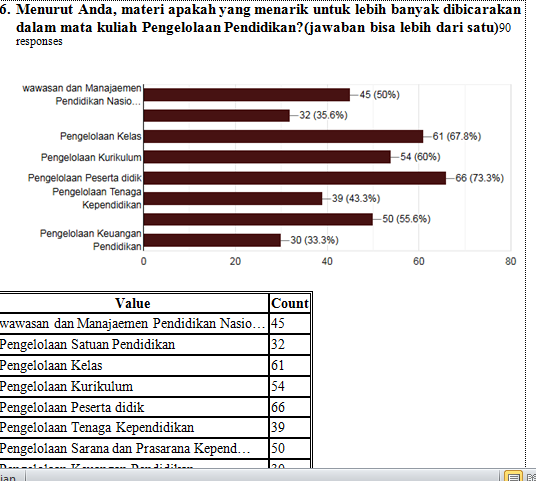 6. Menurut Anda, materi apakah yang menarik untuk lebih banyak dibicarakan
dalam mata kuliah Pengelolaan Pendidikan?(jawaban bisa lebih dari satu)90
responses
wawasan dan Manajaemen
Pendidikan Nasio...
45 (50%)
32 (35.6%)
Pengelolaan Kelas
61 (67.8%)
Pengelolaan Kurikulum
54 (60%)
Pengelolaan Peserta didik
66 (73.3%)
Pengelolaan Tenaga
Kependidikan
39 (43.3%)
50 (55.6%)
Pengelolaan Keuangan
Pendidikan
30 (33.3%)
0 20 40 60 80
Value Count
wawasan dan Manajaemen Pendidikan Nasio... 45
Pengelolaan Satuan Pendidikan 32
Pengelolaan Kelas 61
Pengelolaan Kurikulum 54
Pengelolaan Peserta didik 66
Pengelolaan Tenaga Kependidikan 39
Pengelolaan Sarana dan Prasarana Kepend... 50
Pengelolaan Keuangan Pendidikan 30